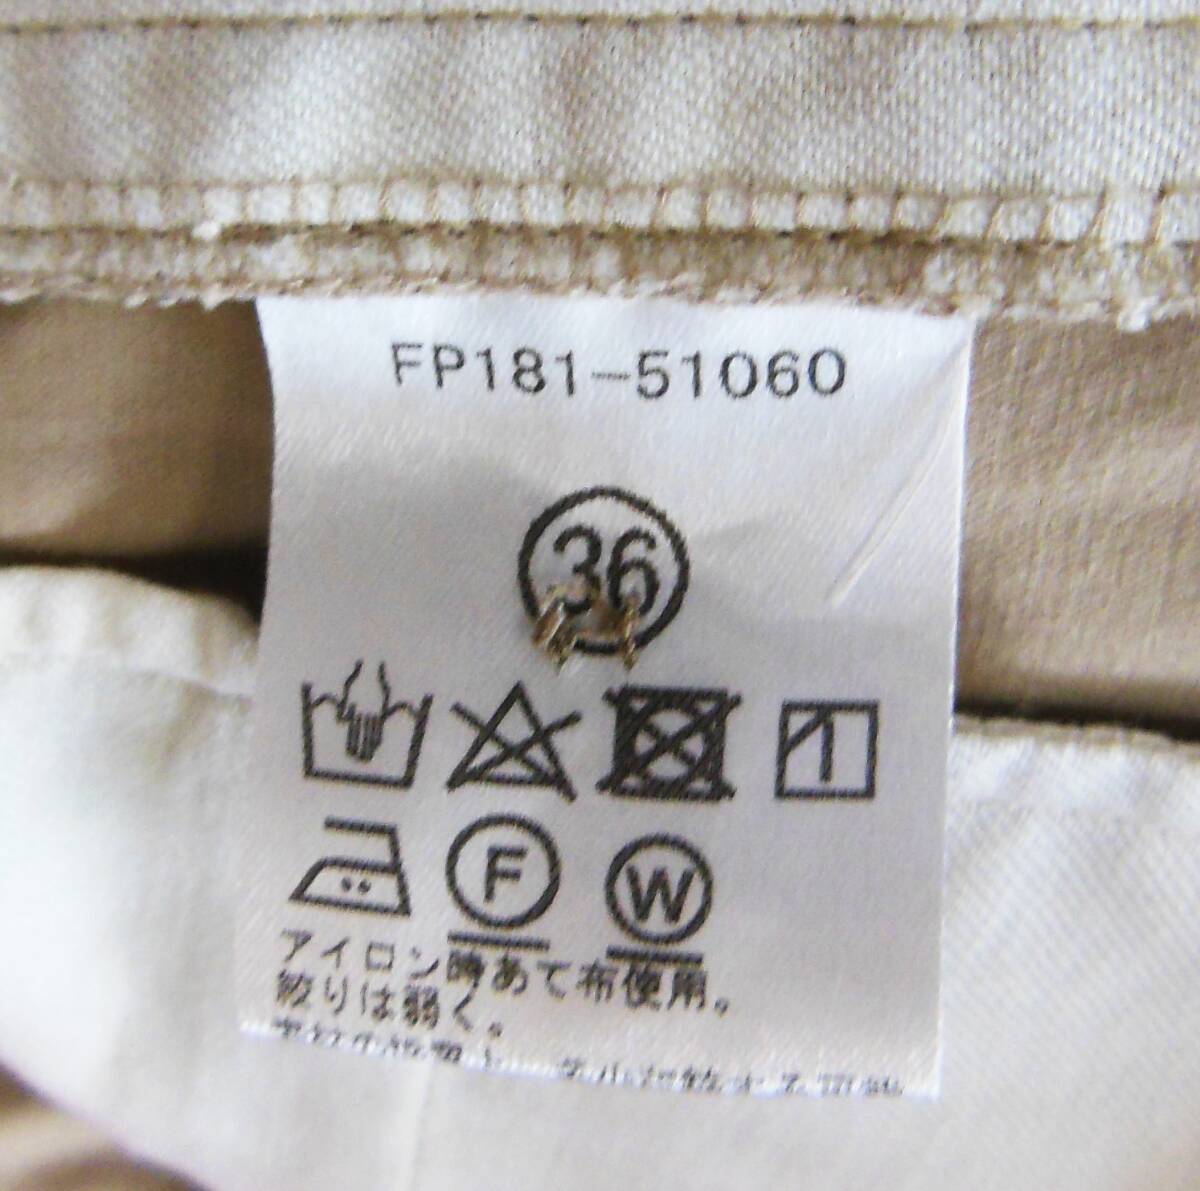 FP181-51060
36
F W
アイロン時あて布使用。
絞りは弱く。